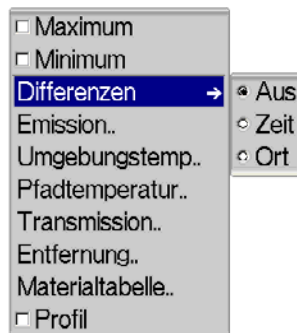 Maximum
Minimum
Differenzen
Aus
Zeit
Ort
Emission..
Umgebungstemp..
Pfadtemperatur..
Transmission..
Entfernung..
Materialtabelle..
Profil